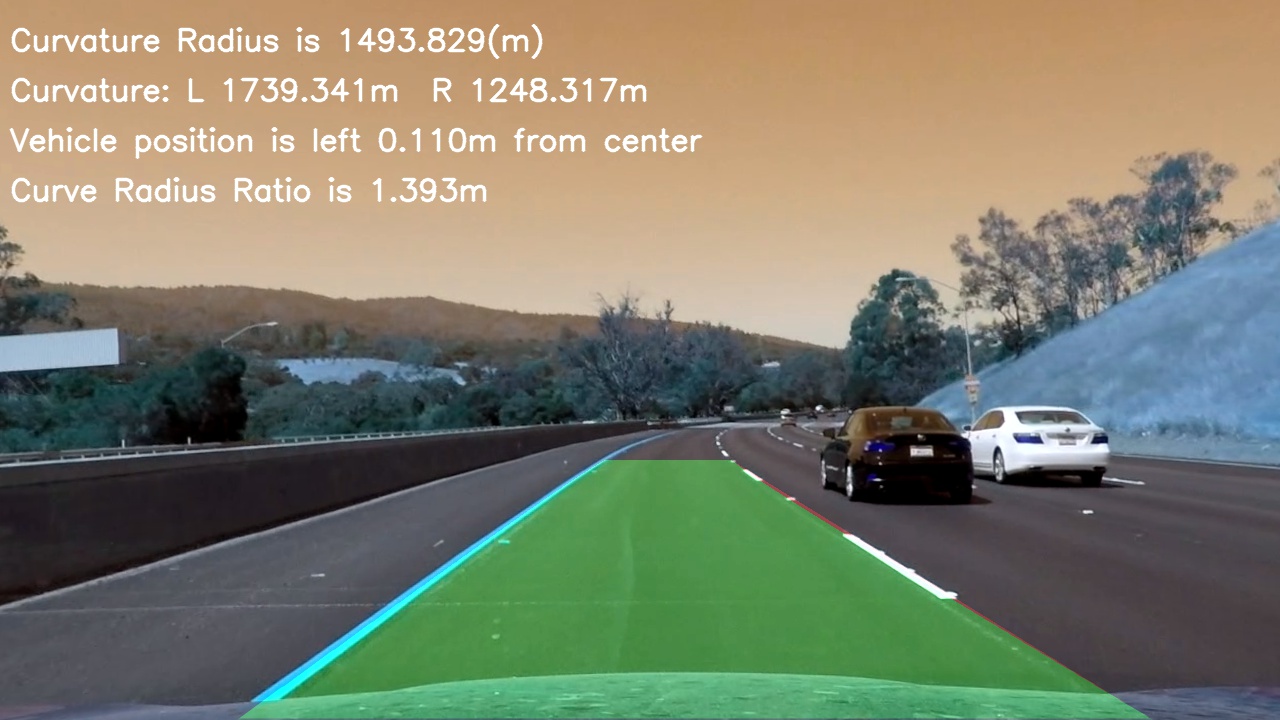 Curvature Radius is 1493.829(m)
Curvature: L 1739.341m R 1248.317m
Vehicle position is left 0.110m from center
Curve Radius Ratio is 1.393m